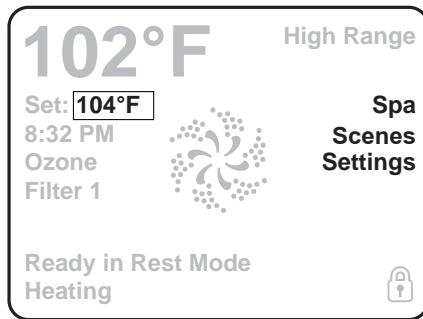 102°F
High Range
Set: 104°F
Spa
8:32 PM
Scenes
Ozone
Settings
Filter 1
Ready in Rest Mode
Heating